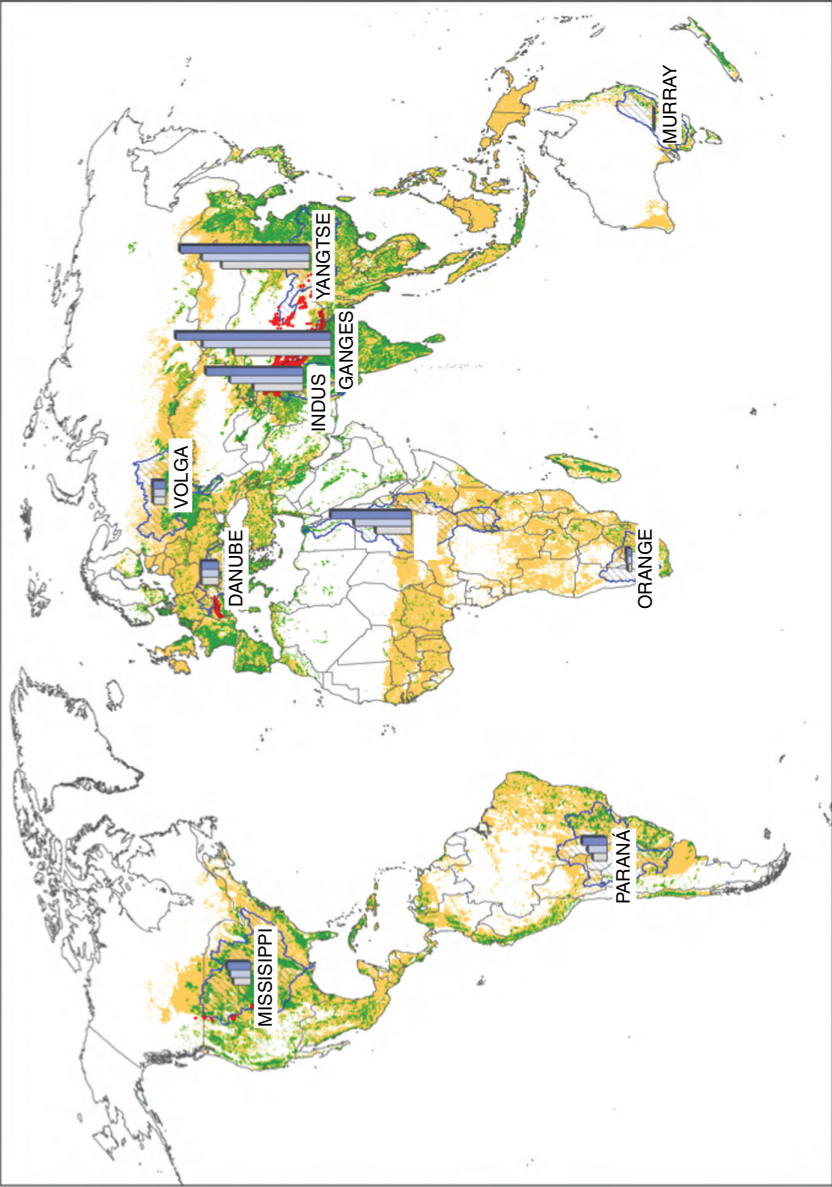 MISSISIPPI
PARANÁ
DANUBE
VOLGA
ORANGE
INDUS
GANGES
YANGTSE
MURRAY